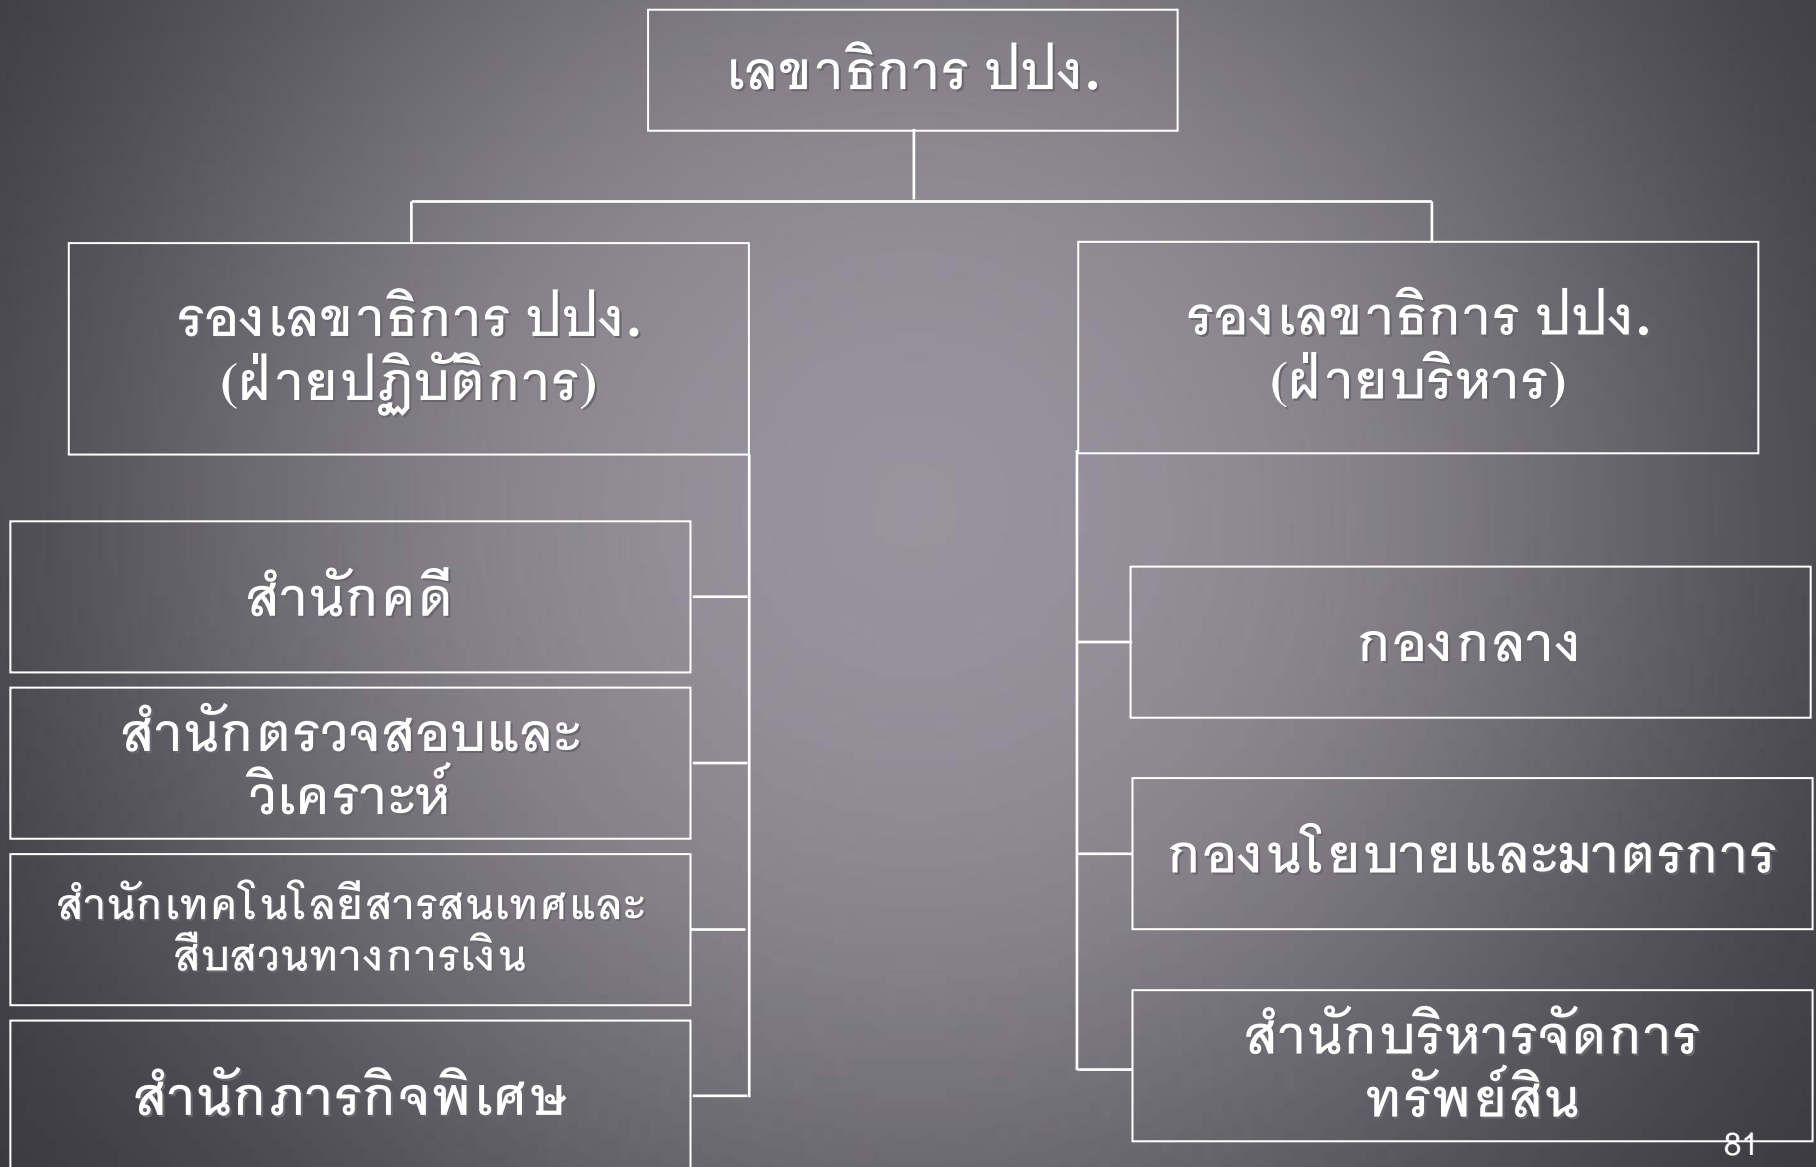 เลขาธิการ ปปง.
รองเลขาธิการ ปปง.
(ฝ่ายปฏิบัติการ)
รองเลขาธิการ ปปง.
(ฝ่ายบริหาร)
สำนักคดี
สำนักตรวจสอบและ
วิเคราะห์
สำนักเทคโนโลยีสารสนเทศและ
สืบสวนทางการเงิน
สำนักภารกิจพิเศษ
กองกลาง
กองนโยบายและมาตรการ
สำนักบริหารจัดการ
ทรัพย์สิน
81